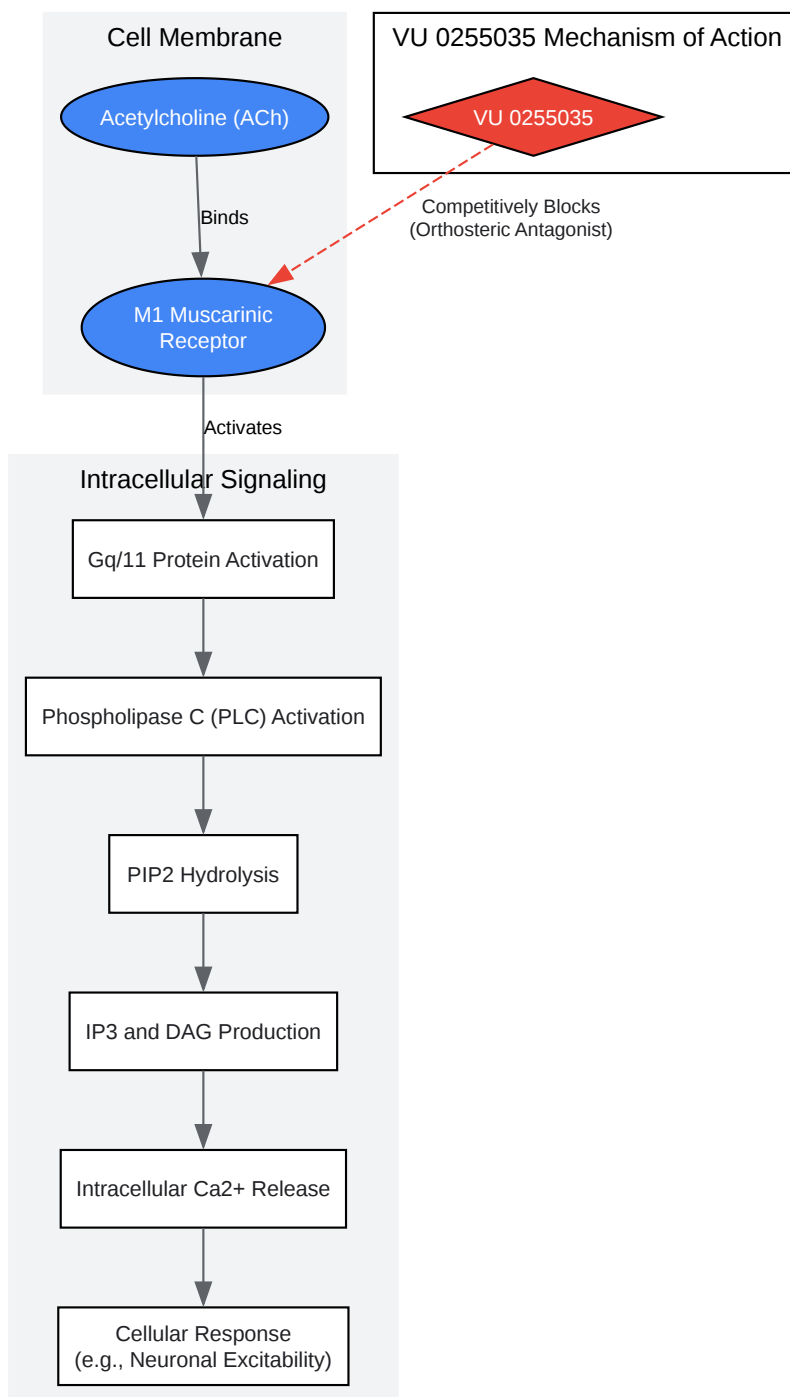 Cell Membrane
VU 0255035 Mechanism of Action
Acetylcholine (ACh)
VU 0255035
Binds
Competitively Blocks
(Orthosteric Antagonist)
M1 Muscarinic
Receptor
Activates
Intracellular Signaling
Gq/11 Protein Activation
Phospholipase C (PLC) Activation
PIP2 Hydrolysis
IP3 and DAG Production
Intracellular Ca2+ Release
Cellular Response
(e.g., Neuronal Excitability)